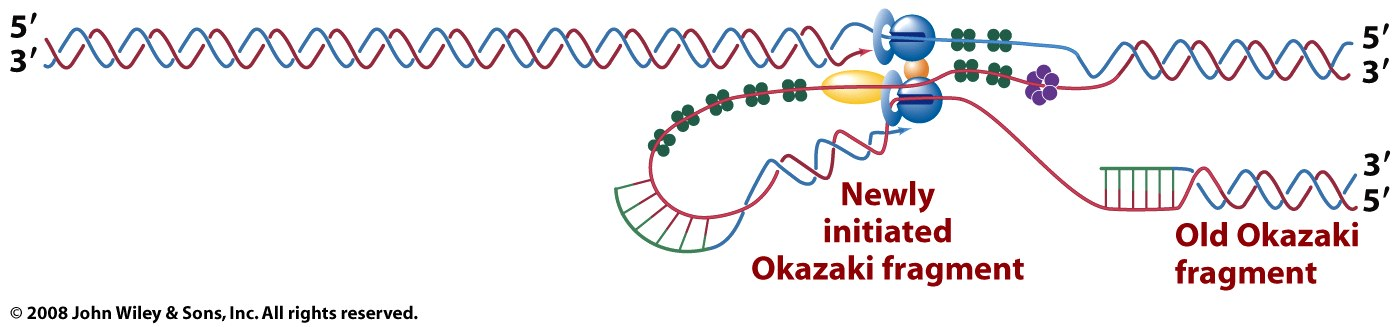 5′
3′
5′
3′
3′
5′
Newly
initiated
Okazaki fragment
Old Okazaki
fragment
© 2008 John Wiley & Sons, Inc. All rights reserved.